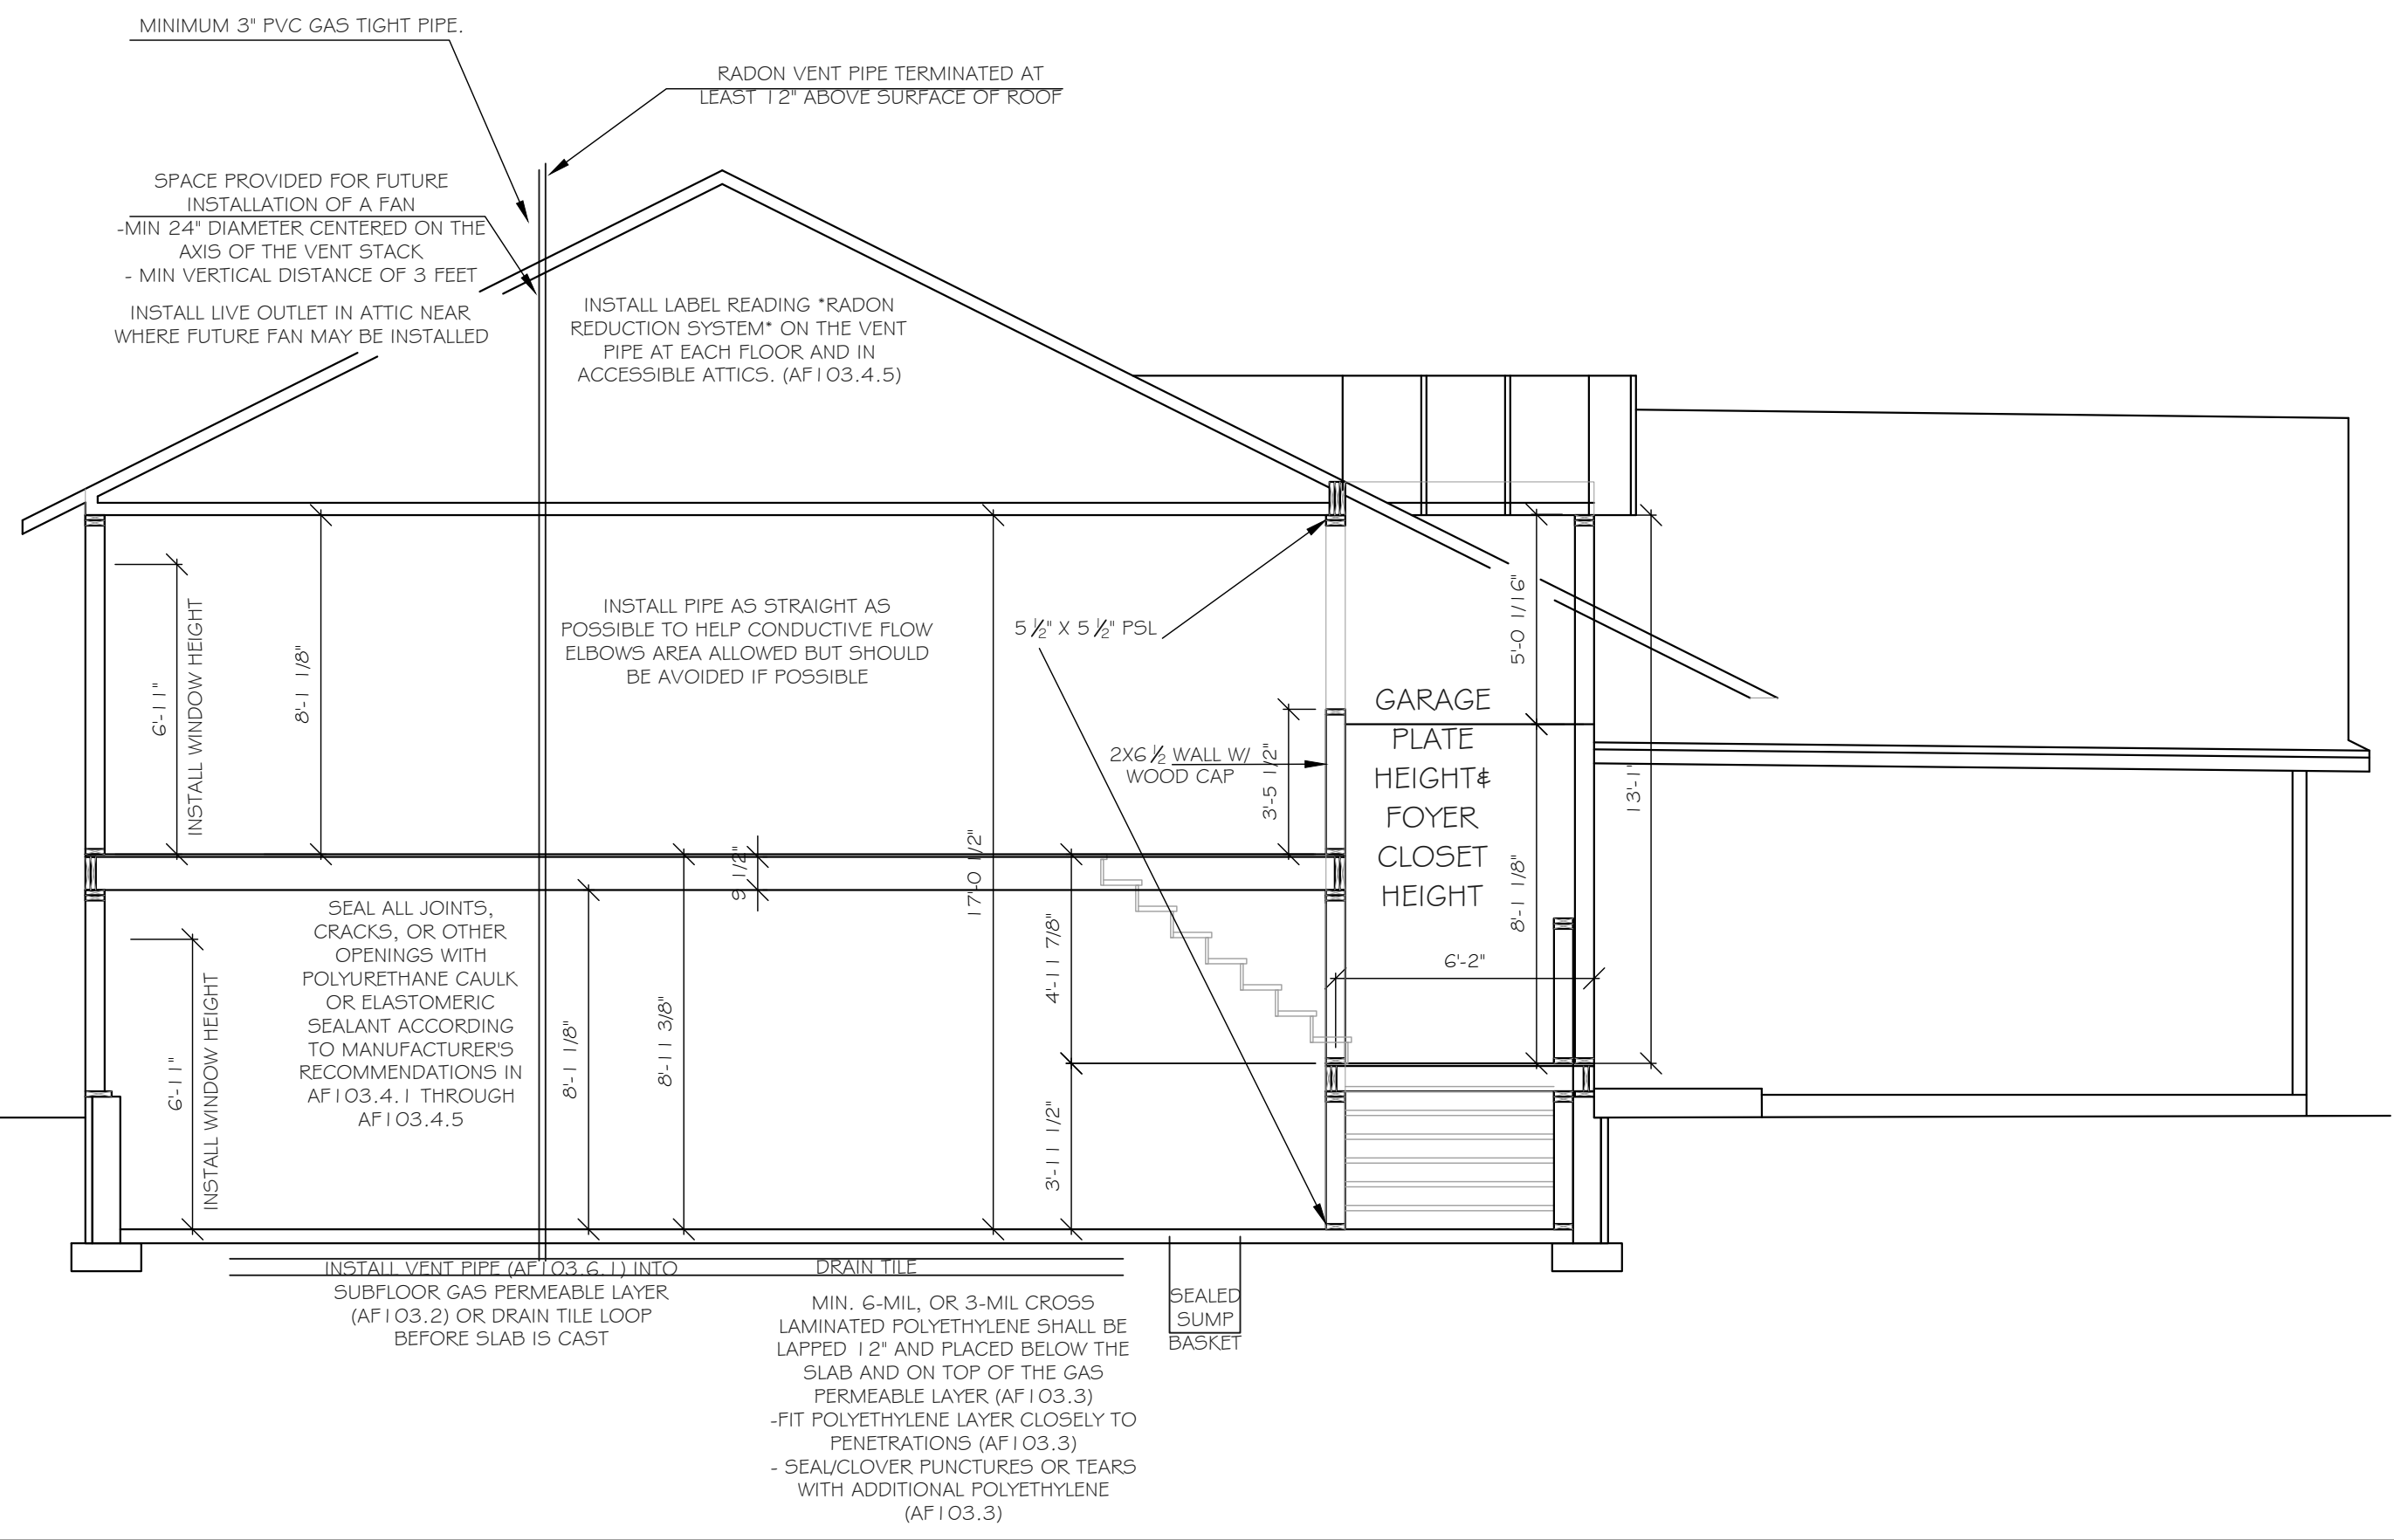 MINIMUM 3" PVC GAS TIGHT PIPE.
RADON VENT PIPE TERMINATED AT
LEAST 12" ABOVE SURFACE OF ROOF
SPACE PROVIDED FOR FUTURE
INSTALLATION OF A FAN
-MIN 24" DIAMETER CENTERED ON THE
AXIS OF THE VENT STACK
- MIN VERTICAL DISTANCE OF 3 FEET
INSTALL LIVE OUTLET IN ATTIC NEAR
WHERE FUTURE FAN MAY BE INSTALLED
INSTALL LABEL READING *RADON
REDUCTION SYSTEM* ON THE VENT
PIPE AT EACH FLOOR AND IN
ACCESSIBLE ATTICS. (AF103.4.5)
6'-11"
INSTALL WINDOW HEIGHT
8'-1 1/8"
INSTALL PIPE AS STRAIGHT AS
POSSIBLE TO HELP CONDUCTIVE FLOW
ELBOWS AREA ALLOWED BUT SHOULD
BE AVOIDED IF POSSIBLE
5 1/2" X 5 1/2" PSL
2X6 1/2 WALL W/
WOOD CAP
3'-5 1/2"
GARAGE
PLATE
HEIGHT&
FOYER
CLOSET
HEIGHT
5'-0 1/16"
8'-1 1/8"
13'-1"
6'-2"
9 1/2"
17'-0 1/2"
SEAL ALL JOINTS,
CRACKS, OR OTHER
OPENINGS WITH
POLYURETHANE CAULK
OR ELASTOMERIC
SEALANT ACCORDING
TO MANUFACTURER'S
RECOMMENDATIONS IN
AF103.4.1 THROUGH
AF103.4.5
6'-11"
INSTALL WINDOW HEIGHT
8'-1 1/8"
8'-11 3/8"
4'-11 7/8"
3'-11 1/2"
INSTALL VENT PIPE (AF103.6.1) INTO
SUBFLOOR GAS PERMEABLE LAYER
(AF103.2) OR DRAIN TILE LOOP
BEFORE SLAB IS CAST
DRAIN TILE
MIN. 6-MIL, OR 3-MIL CROSS
LAMINATED POLYETHYLENE SHALL BE
LAPPED 12" AND PLACED BELOW THE
SLAB AND ON TOP OF THE GAS
PERMEABLE LAYER (AF103.3)
-FIT POLYETHYLENE LAYER CLOSELY TO
PENETRATIONS (AF103.3)
- SEAL/CLOVER PUNCTURES OR TEARS
WITH ADDITIONAL POLYETHYLENE
(AF103.3)
SEALED
SUMP
BASKET